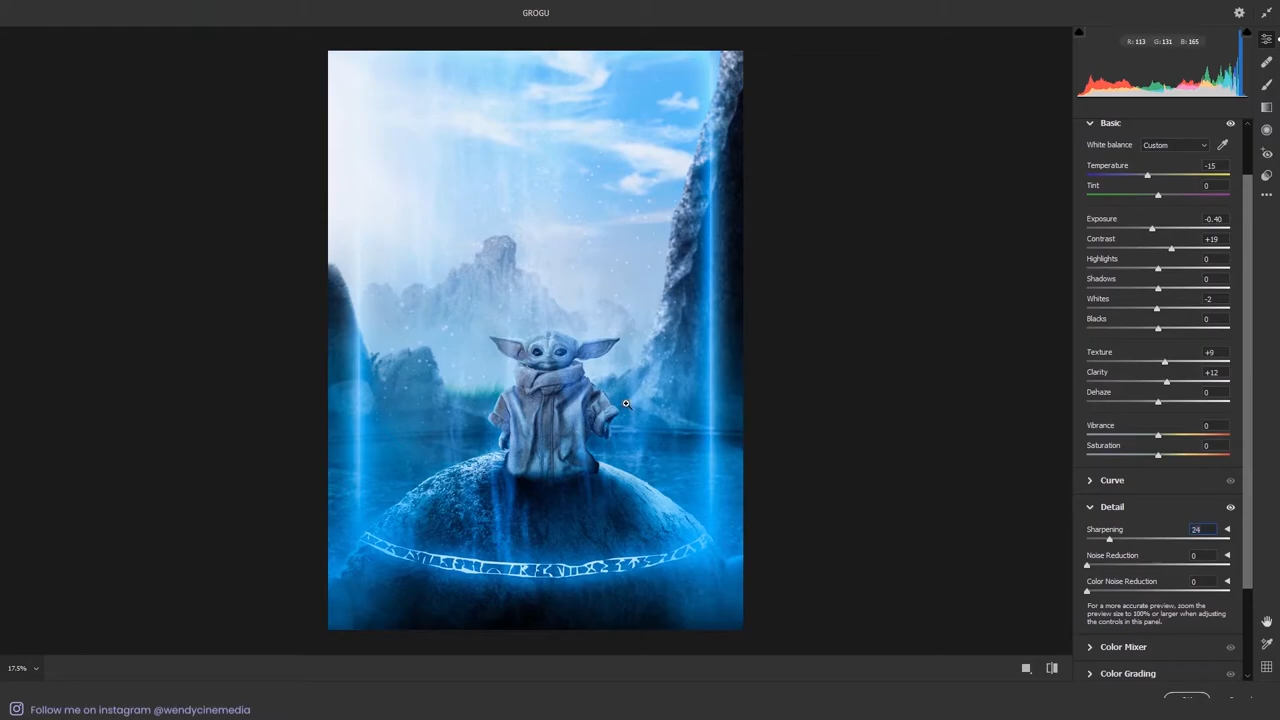 GROGU
R: 113 G: 131 B: 165
Basic
White balance Custom
Temperature -15
Tint 0
Exposure -0.40
Contrast +19
Highlights 0
Shadows 0
Whites -2
Blacks 0
Texture +9
Clarity +12
Dehaze 0
Vibrance 0
Saturation 0
Curve
Detail
Sharpening 24
Noise Reduction 0
Color Noise Reduction 0
For a more accurate preview, zoom the
preview size to 100% or larger when adjusting
the controls in this panel.
Color Mixer
Color Grading
17.5%
Follow me on instagram @wendycinemedia